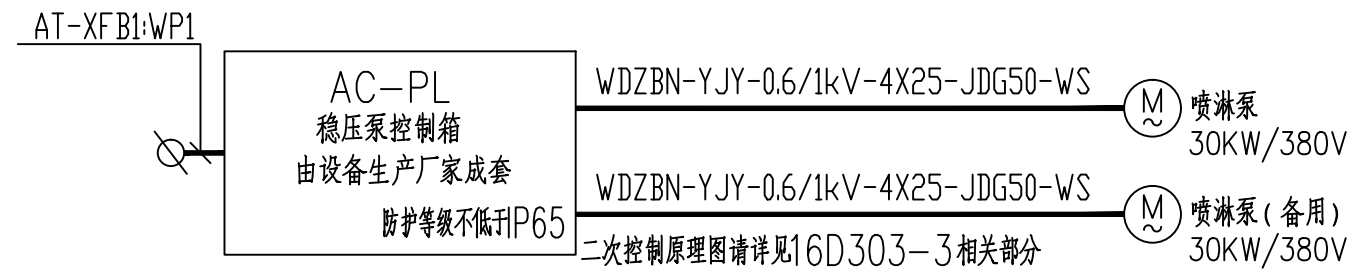 AT-XFB1:WP1
AC-PL
稳压泵控制箱
由设备生产厂家成套
防护等级不低于IP65
WDZBN-YJY-0.6/1kV-4X25-JDG50-WS
M
~
喷淋泵
30KW/380V
WDZBN-YJY-0.6/1kV-4X25-JDG50-WS
M
~
喷淋泵(备用)
30KW/380V
二次控制原理图请详见16D303-3相关部分